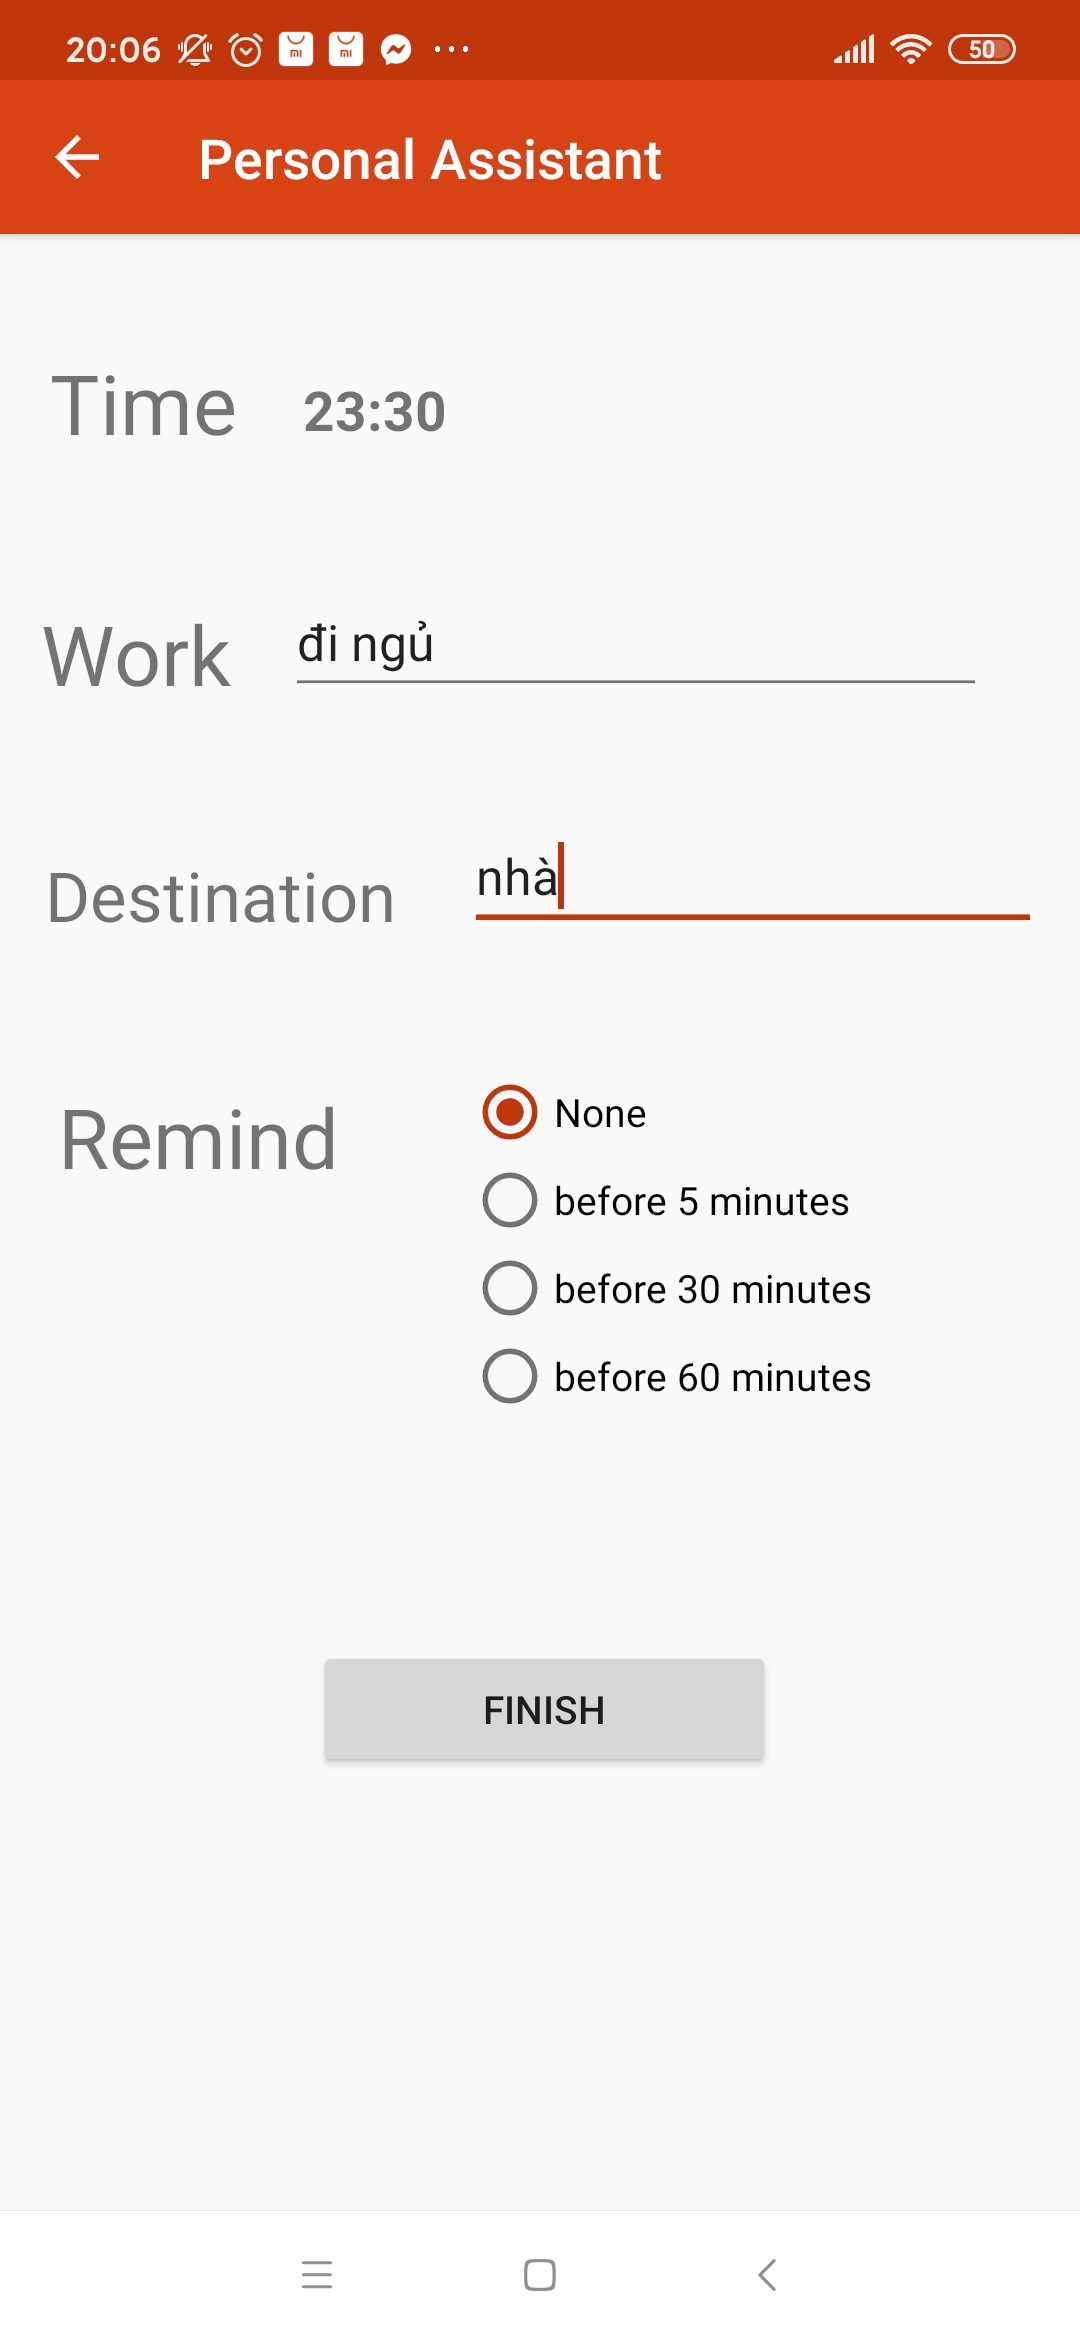 20:06 50
Personal Assistant
Time 23:30
Work đi ngủ
Destination nhà
Remind
None
before 5 minutes
before 30 minutes
before 60 minutes
FINISH